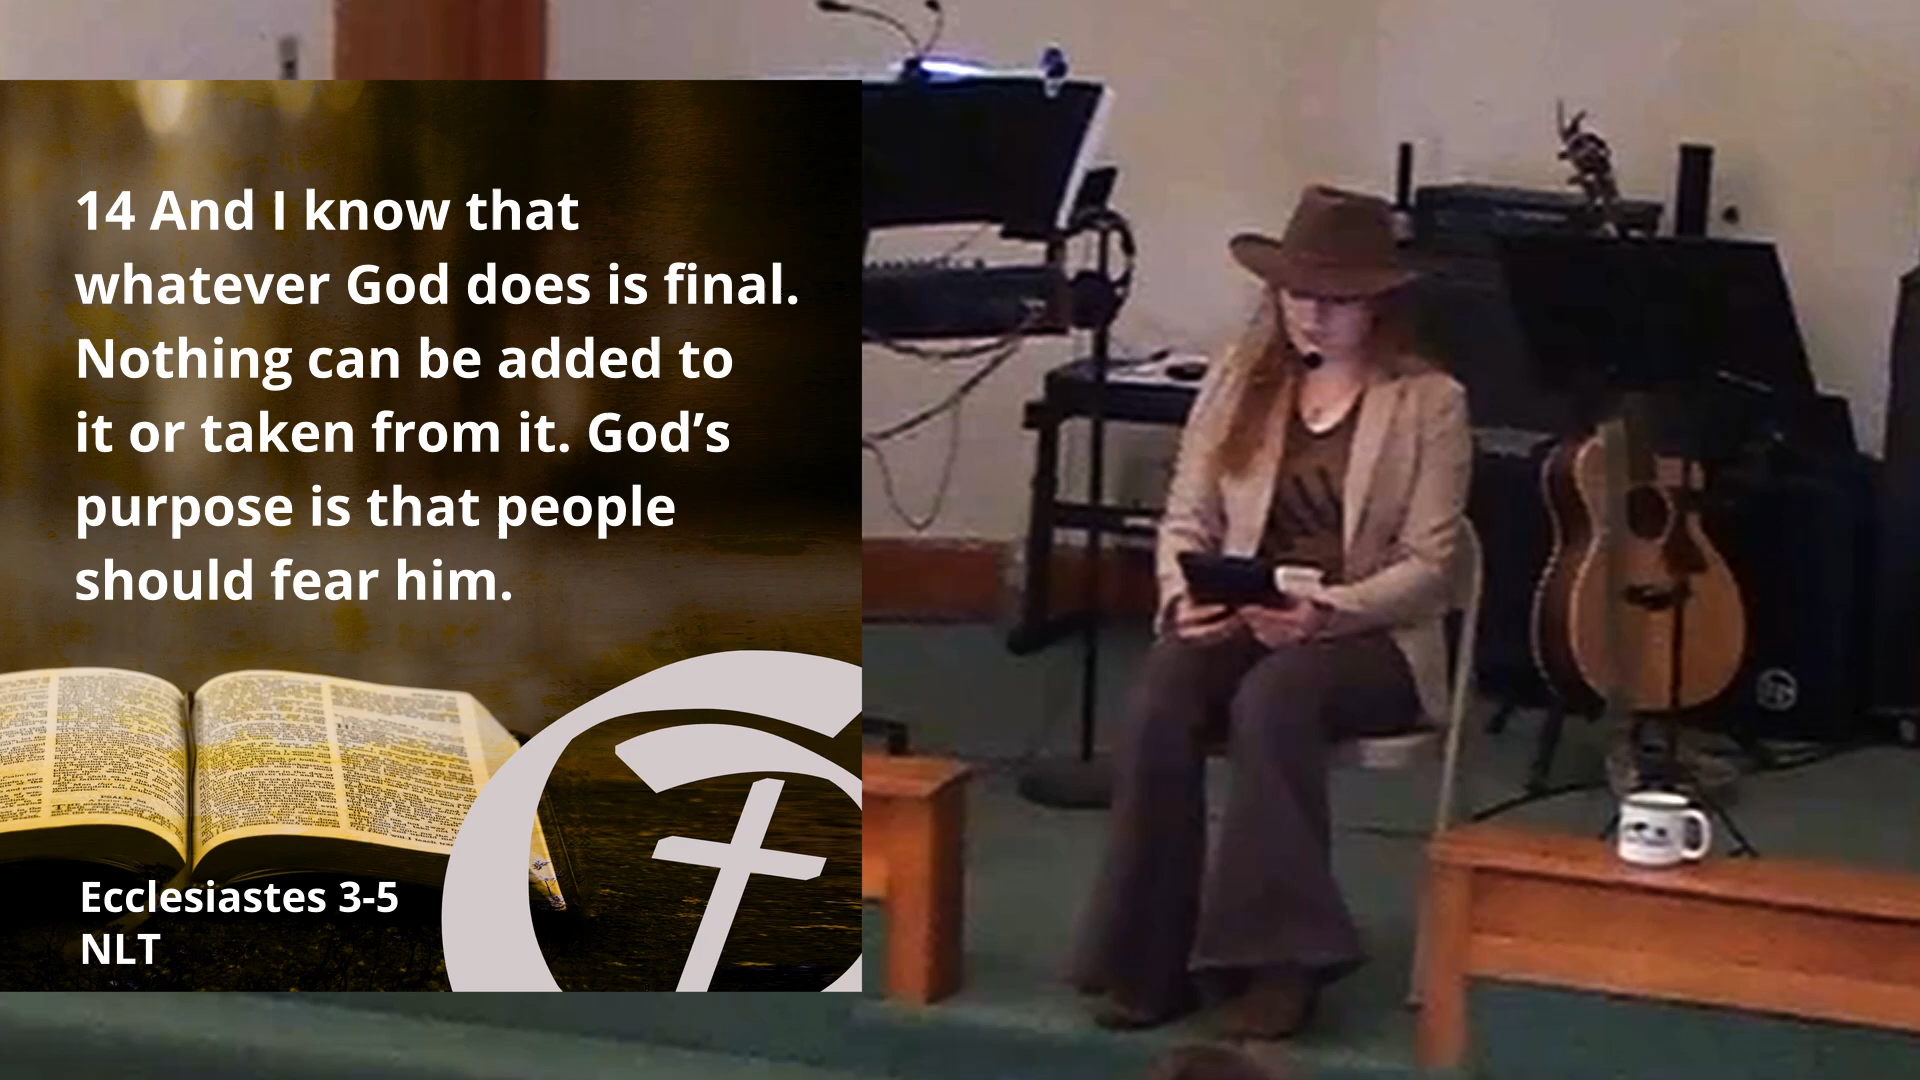 14 And I know that
whatever God does is final.
Nothing can be added to
it or taken from it. God’s
purpose is that people
should fear him.
Ecclesiastes 3-5
NLT